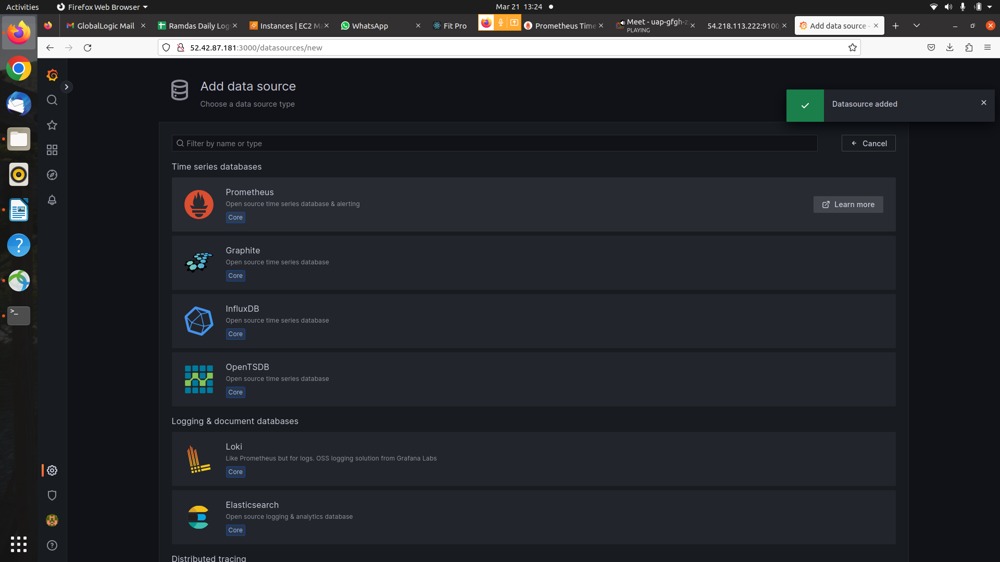 Activities
Firefox Web Browser
Mar 21 13:24
GlobalLogic Mail
Ramdas Daily Log
Instances | EC2 Ma
WhatsApp
Fit Pro
Prometheus Time
Meet - uap-gfgh-z
PLAYING
54.218.113.222:9100
Add data source -
52.42.87.181:3000/datasources/new
Add data source
Choose a data source type
Datasource added
Filter by name or type
Cancel
Time series databases
Prometheus
Open source time series database & alerting
Core
Learn more
Graphite
Open source time series database
Core
InfluxDB
Open source time series database
Core
OpenTSDB
Open source time series database
Core
Logging & document databases
Loki
Like Prometheus but for logs. OSS logging solution from Grafana Labs
Core
Elasticsearch
Open source logging & analytics database
Core
Distributed tracing